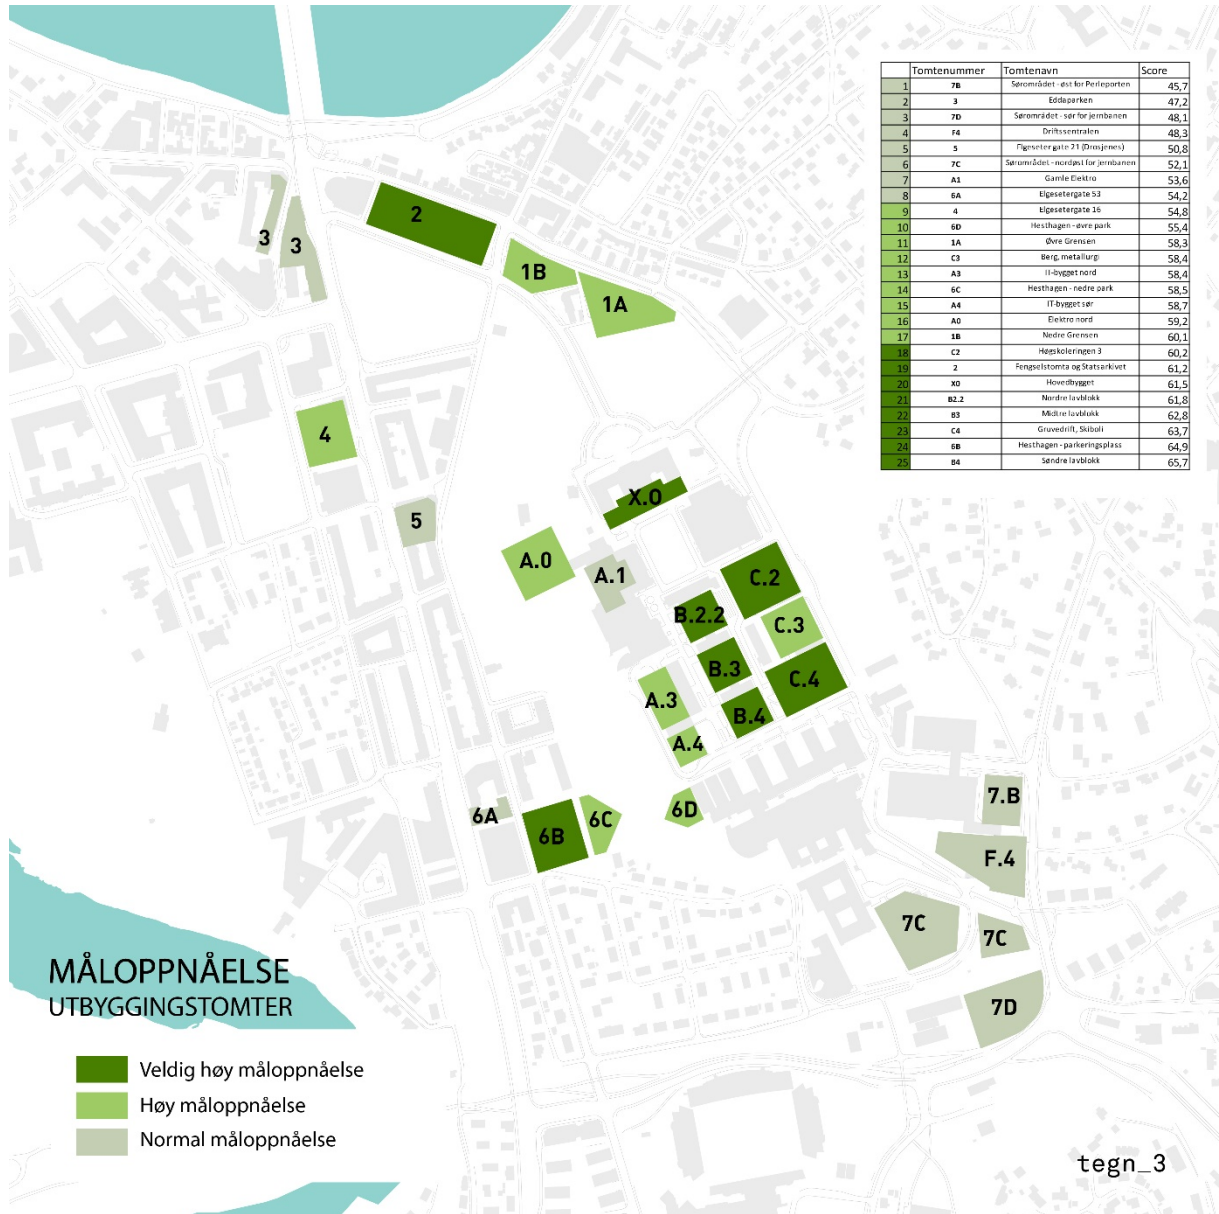 Tomtenummer Tomtenavn Score
1 7B Sørområdet - øst for Perleporten 45,7
2 3 Eddaparken 47,2
3 7D Sørområdet - sør for jernbanen 48,1
4 F4 Driftssentralen 48,3
5 5 Elgeseter gate 21 (Drosjenes) 50,8
6 7C Sørområdet - nordøst for jernbanen 52,1
7 A1 Gamle Elektro 53,6
8 6A Elgesetergate 53 54,2
9 4 Elgesetergate 16 54,8
10 6D Hesthagen - øvre park 55,4
11 1A Øvre Grensen 58,3
12 C3 Berg, metallurgi 58,4
13 A3 IT-bygget nord 58,4
14 6C Hesthagen - nedre park 58,5
15 A4 IT-bygget sør 58,7
16 A0 Elektro nord 59,2
17 1B Nedre Grensen 60,1
18 C2 Høgskoleringen 3 60,2
19 2 Fengselstomta og Statsarkivet 61,2
20 X0 Hovedbygget 61,5
21 B2.2 Nordre lavblokk 61,8
22 B3 Midtre lavblokk 62,8
23 C4 Gruvedrift, Skiboli 63,7
24 6B Hesthagen - parkeringsplass 64,9
25 B4 Søndre lavblokk 65,7
2
3
3
1B
1A
4
X.0
5
A.0
A.1
C.2
B.2.2
C.3
B.3
C.4
A.3
B.4
A.4
7.B
6A
6B
6C
6D
F.4
7C
7C
7D
MÅLOPPNÅELSE
UTBYGGINGSTOMTER
Veldig høy måloppnåelse
Høy måloppnåelse
Normal måloppnåelse
tegn_3